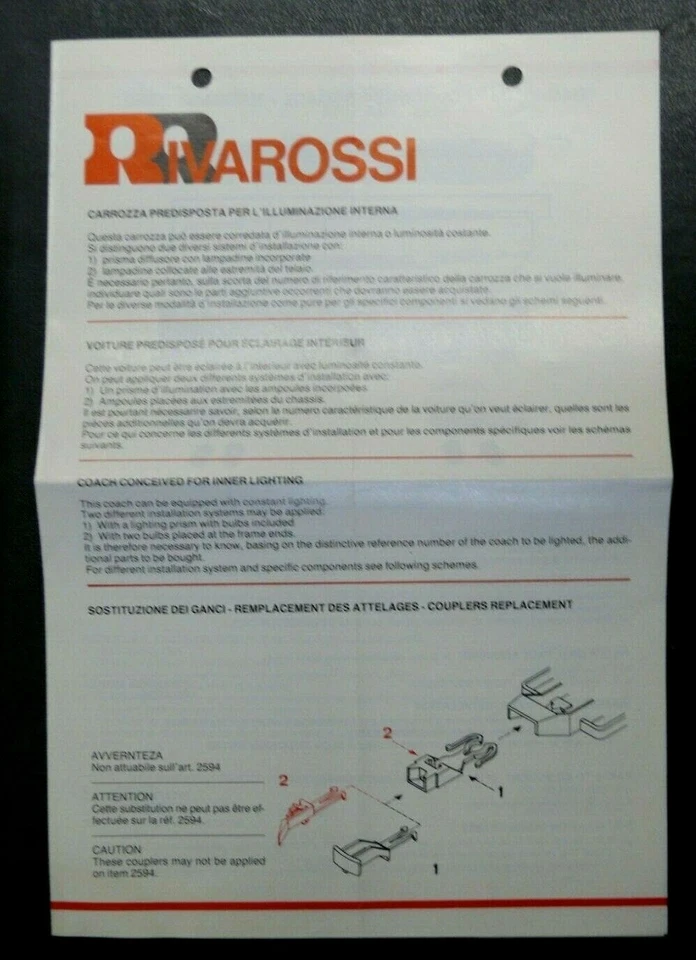 RIVAROSSI
CARROZZA PREDISPOSTA PER L'ILLUMINAZIONE INTERNA
Questa carrozza può essere corredata d'illuminazione interna o luminosità costante.
Si distinguono due diversi sistemi d'installazione con:
1) prisma diffusore con lampadine incorporate
2) lampadine collocate alle estremità del telaio.
È necessario pertanto, sulla scorta del numero di riferimento caratteristico della carrozza che si vuole illuminare,
individuare quali sono le parti aggiuntive occorrenti che dovranno essere acquistate.
Per le diverse modalità d'installazione come pure per gli specifici componenti si vedano gli schemi seguenti.
VOITURE PREDISPOSÉ POUR ÉCLAIRAGE INTÉRIEUR
Cette voiture peut être éclairée à l'interieur avec luminosité constante.
On peut appliquer deux differents systèmes d'installation avec:
1) Un prisme d'illumination avec les ampoules incorporées.
2) Ampoules placées aux estremitées du chassis.
Il est pourtant nécessarire savoir, selon le numero caractéristique de la voiture qu'on veut éclairer, quelles sont les
pièces additionnelles qu'on devra acquérir.
Pour ce qui concerne les differents systèmes d'installation et pour les components spécifiques voir les schémas
suivants.
COACH CONCEIVED FOR INNER LIGHTING
This coach can be equipped with constant lighting.
Two different installation systems may be applied:
1) With a lighting prism with bulbs included
2) With two bulbs placed at the frame ends.
It is therefore necessary to know, basing on the distinctive reference number of the coach to be lighted, the addi-
tional parts to be bought.
For different installation system and specific components see following schemes.
SOSTITUZIONE DEI GANCI - REMPLACEMENT DES ATTELAGES - COUPLERS REPLACEMENT
AVVERNTEZA
Non attuabile sull'art. 2594
ATTENTION
Cette substitution ne peut pas être ef-
fectuée sur la réf. 2594.
CAUTION
These couplers may not be applied
on item 2594.
2
1
2
1